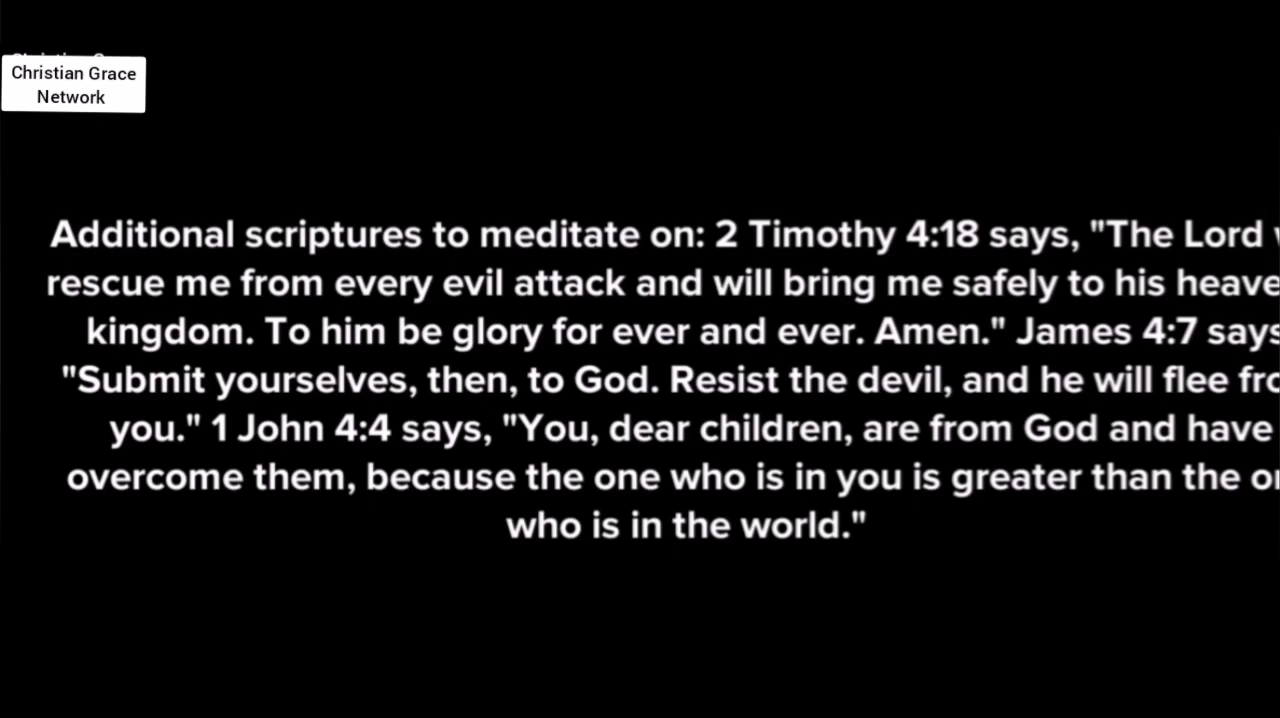 Christian Grace
Network
Additional scriptures to meditate on: 2 Timothy 4:18 says, "The Lord
rescue me from every evil attack and will bring me safely to his
kingdom. To him be glory for ever and ever. Amen." James 4:7 says
"Submit yourselves, then, to God. Resist the devil, and he will flee
you." 1 John 4:4 says, "You, dear children, are from God and have
overcome them, because the one who is in you is greater than the
who is in the world."